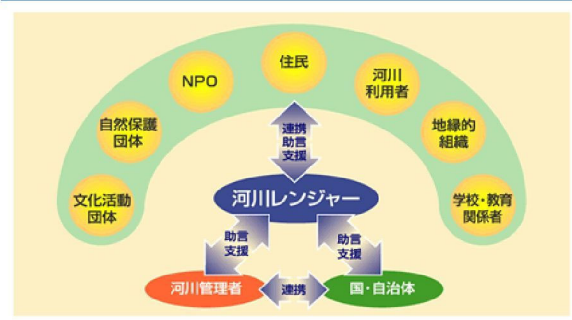 住民
NPO
河川
利用者
自然保護
団体
地縁的
組織
文化活動
団体
学校・教育
関係者
連携
助言
支援
河川レンジャー
助言
支援
助言
支援
河川管理者
連携
国・自治体